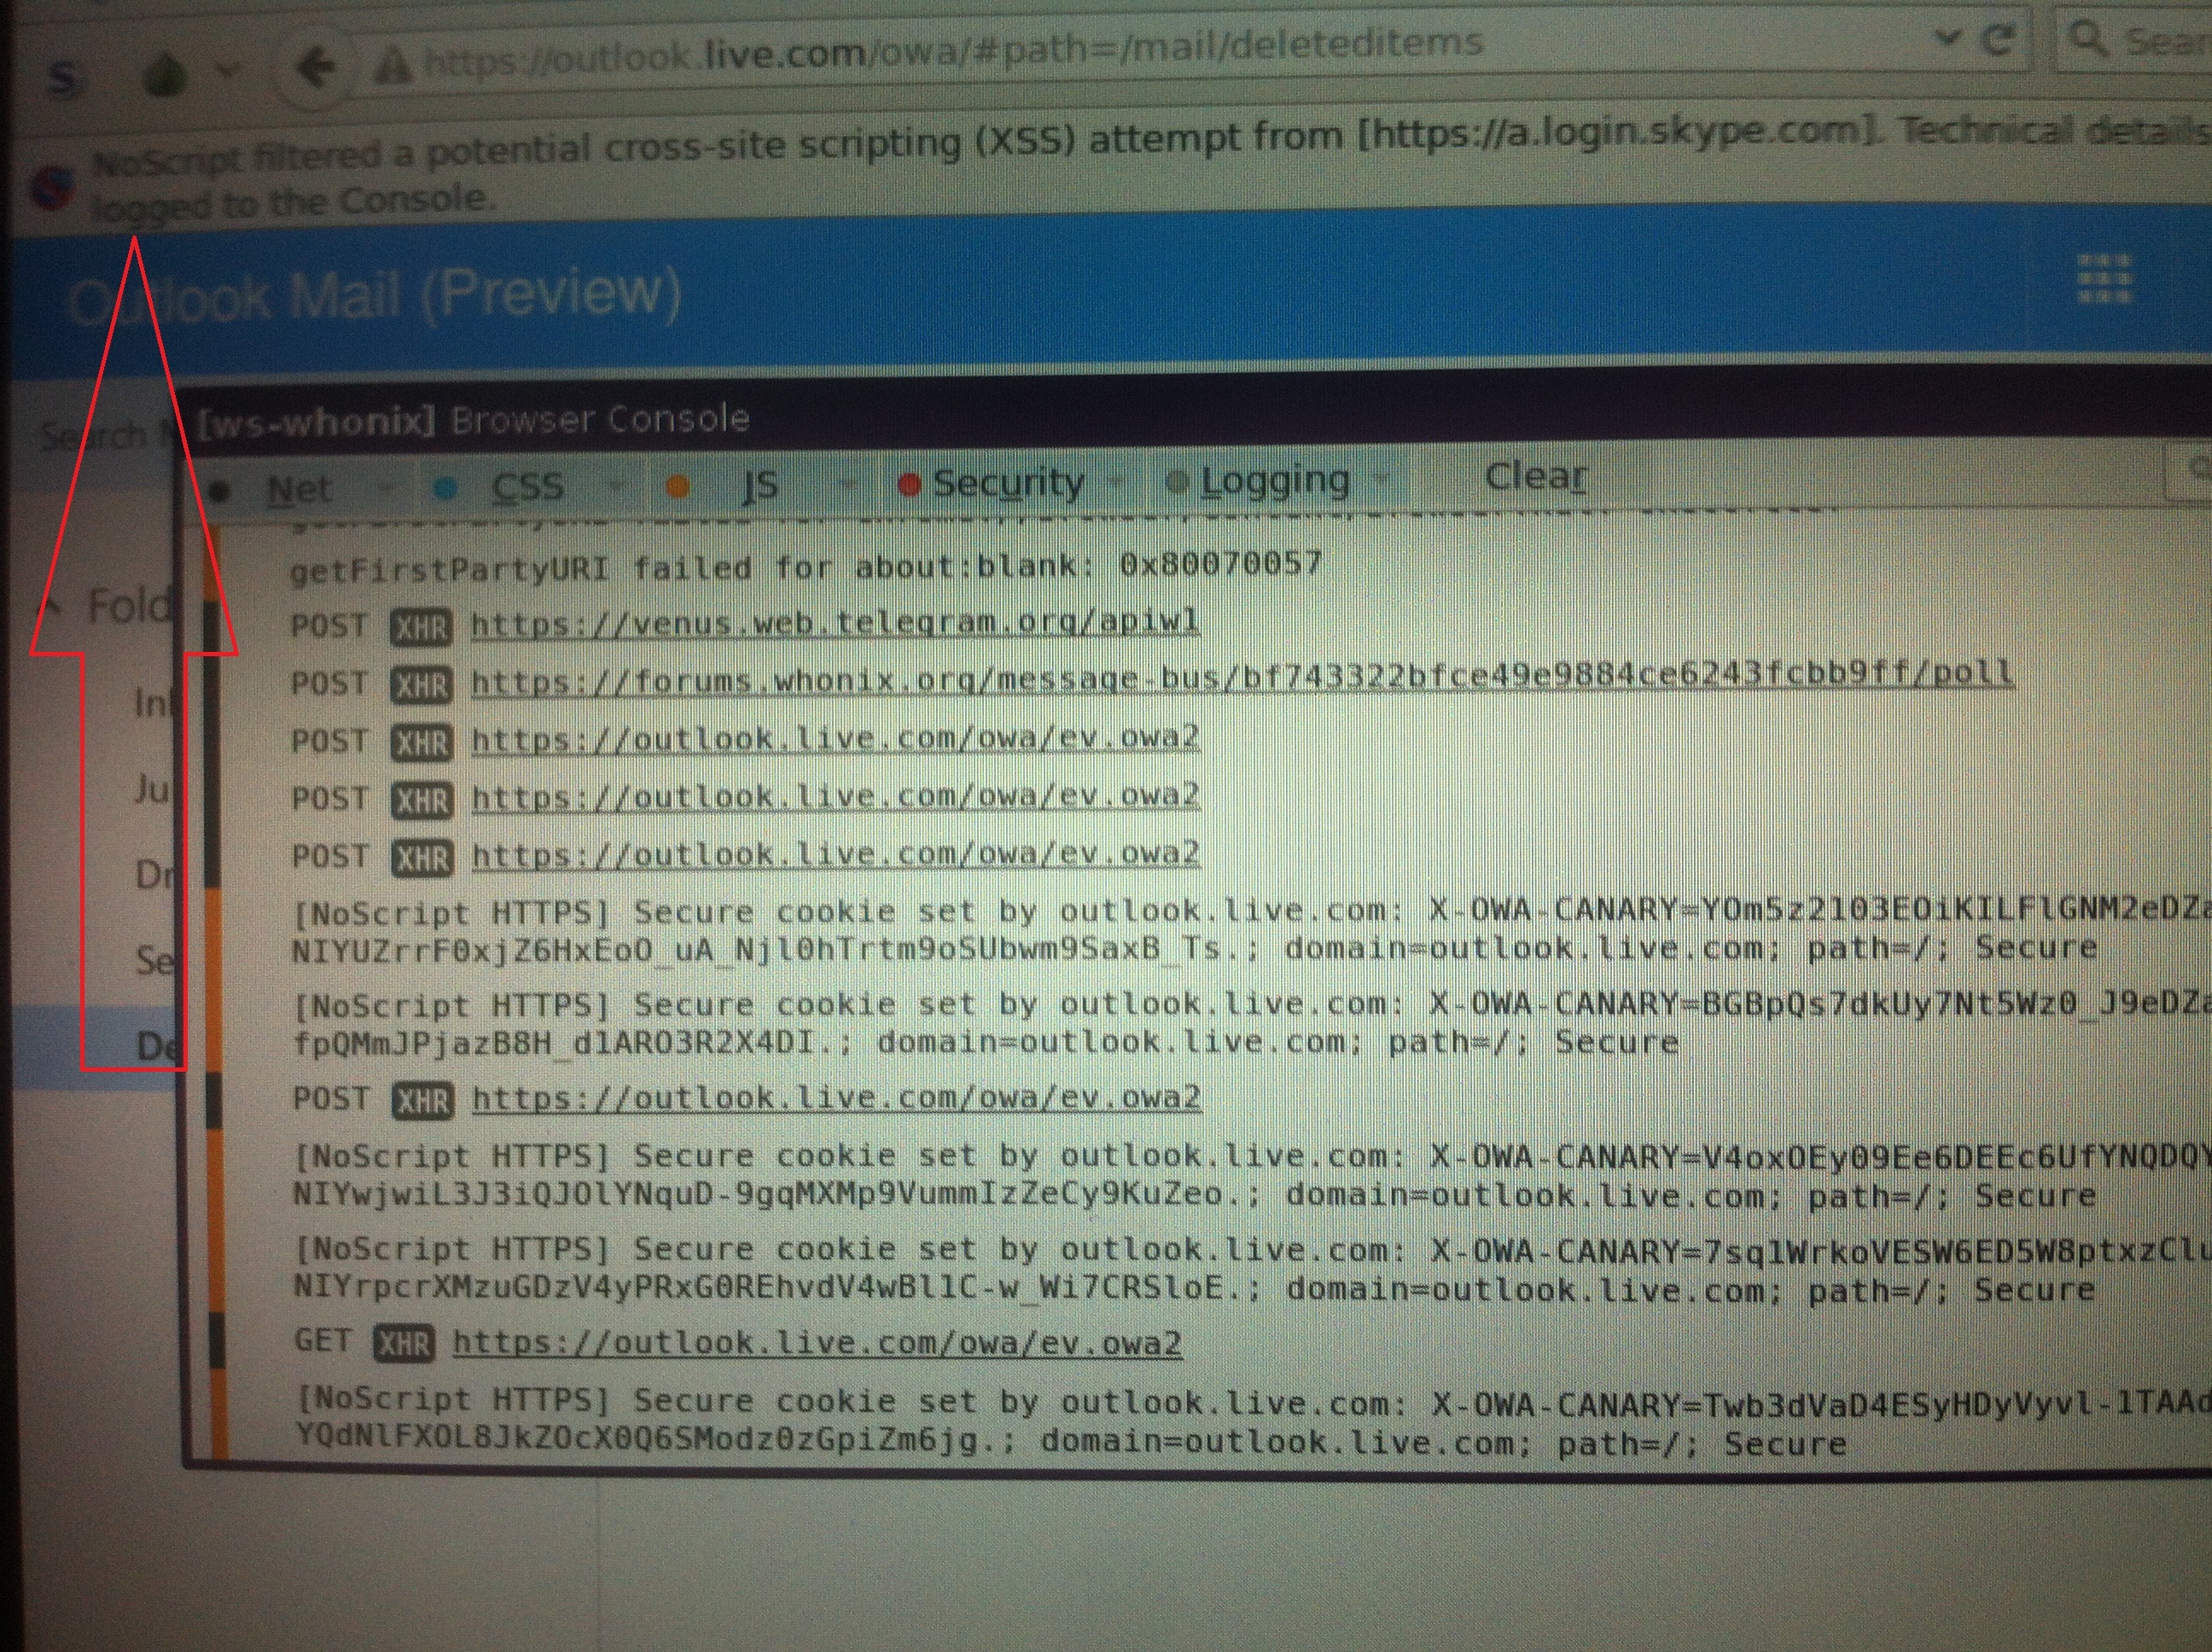 https://outlook.live.com/owa/#path=/mail/deleteditems
Sear
NoScript filtered a potential cross-site scripting (XSS) attempt from [https://a.login.skype.com]. Technical details
logged to the Console.
Outlook Mail (Preview)
Search
[ws-whonix] Browser Console
Net CSS JS Security Logging Clear
getFirstPartyURI failed for about:blank: 0x80070057
Fold
POST XHR https://venus.web.telegram.org/apiw1
POST XHR https://forums.whonix.org/message-bus/bf743322bfce49e9884ce6243fcbb9ff/poll
In
POST XHR https://outlook.live.com/owa/ev.owa2
Ju
POST XHR https://outlook.live.com/owa/ev.owa2
Dr
POST XHR https://outlook.live.com/owa/ev.owa2
[NoScript HTTPS] Secure cookie set by outlook.live.com: X-OWA-CANARY=YOm5z2103EOiKILFlGNM2eDZ
NIYUZrrF0xjZ6HxEoO_uA_Njl0hTrtm9oSUbwm9SaxB_Ts.; domain=outlook.live.com; path=/; Secure
Se
[NoScript HTTPS] Secure cookie set by outlook.live.com: X-OWA-CANARY=BGBpQs7dkUy7Nt5Wz0_J9eDZ
fpQMmJPjazB8H_d1ARO3R2X4DI.; domain=outlook.live.com; path=/; Secure
De
POST XHR https://outlook.live.com/owa/ev.owa2
[NoScript HTTPS] Secure cookie set by outlook.live.com: X-OWA-CANARY=V4oxOEy09Ee6DEEc6UfYNQDQY
NIYwjwiL3J3iQJOlYNquD-9gqMXMp9VummIzZeCy9KuZeo.; domain=outlook.live.com; path=/; Secure
[NoScript HTTPS] Secure cookie set by outlook.live.com: X-OWA-CANARY=7sq1WrkoVESW6ED5W8ptxzCl
NIYrpcrXMzuGDzV4yPRxG0REhvdV4wBl1C-w_Wi7CRSloE.; domain=outlook.live.com; path=/; Secure
GET XHR https://outlook.live.com/owa/ev.owa2
[NoScript HTTPS] Secure cookie set by outlook.live.com: X-OWA-CANARY=Twb3dVaD4ESyHDyVyvl-1TAAd
YQdNlFXOL8JkZOcX0Q6SModz0zGpiZm6jg.; domain=outlook.live.com; path=/; Secure